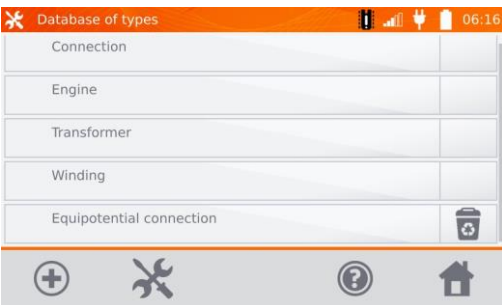 Database of types
06:16
Connection
Engine
Transformer
Winding
Equipotential connection